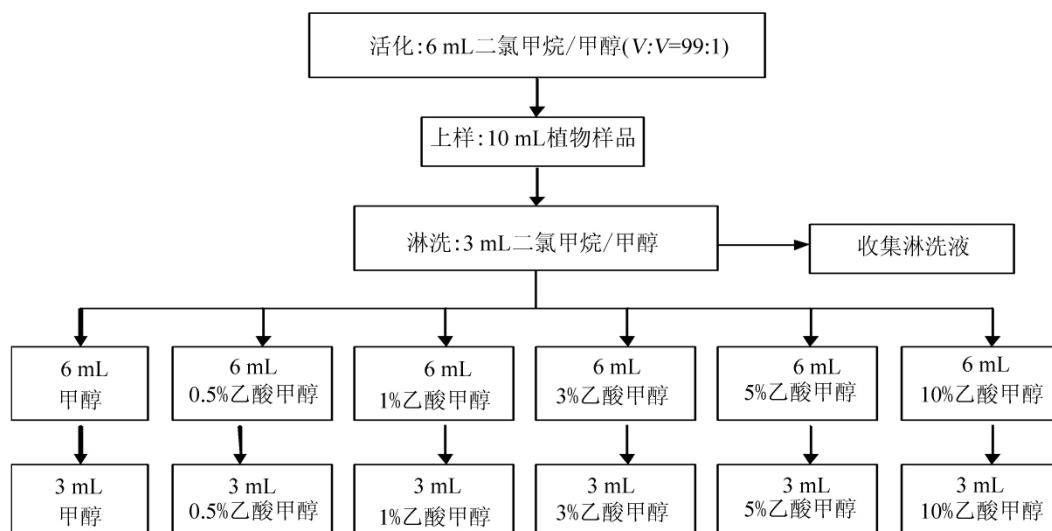 活化:6 mL二氯甲烷/甲醇(V:V=99:1)
上样:10 mL植物样品
淋洗:3 mL二氯甲烷/甲醇
收集淋洗液
6 mL
甲醇
6 mL
0.5%乙酸甲醇
6 mL
1%乙酸甲醇
6 mL
3%乙酸甲醇
6 mL
5%乙酸甲醇
6 mL
10%乙酸甲醇
3 mL
甲醇
3 mL
0.5%乙酸甲醇
3 mL
1%乙酸甲醇
3 mL
3%乙酸甲醇
3 mL
5%乙酸甲醇
3 mL
10%乙酸甲醇